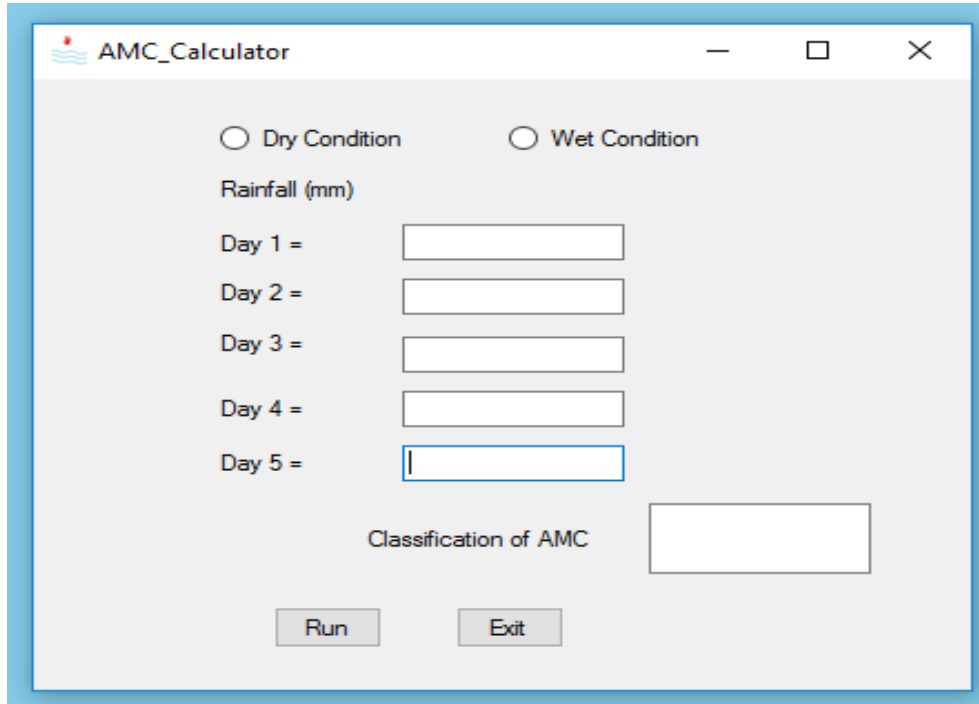 AMC_Calculator
Dry Condition Wet Condition
Rainfall (mm)
Day 1 =
Day 2 =
Day 3 =
Day 4 =
Day 5 =
Classification of AMC
Run Exit